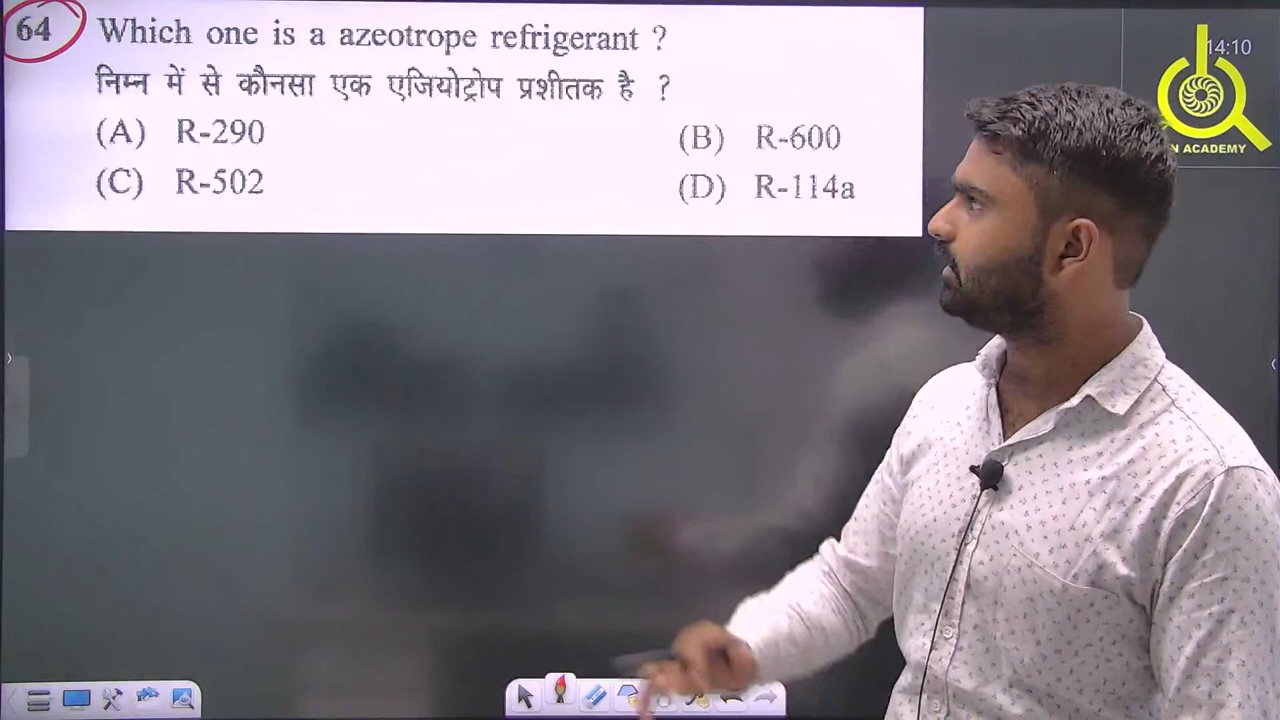 64 Which one is a azeotrope refrigerant ?
निम्न में से कौनसा एक एजियोट्रोप प्रशीतक है ?
(A) R-290
(B) R-600
(C) R-502
(D) R-114a
14:10
N ACADEMY